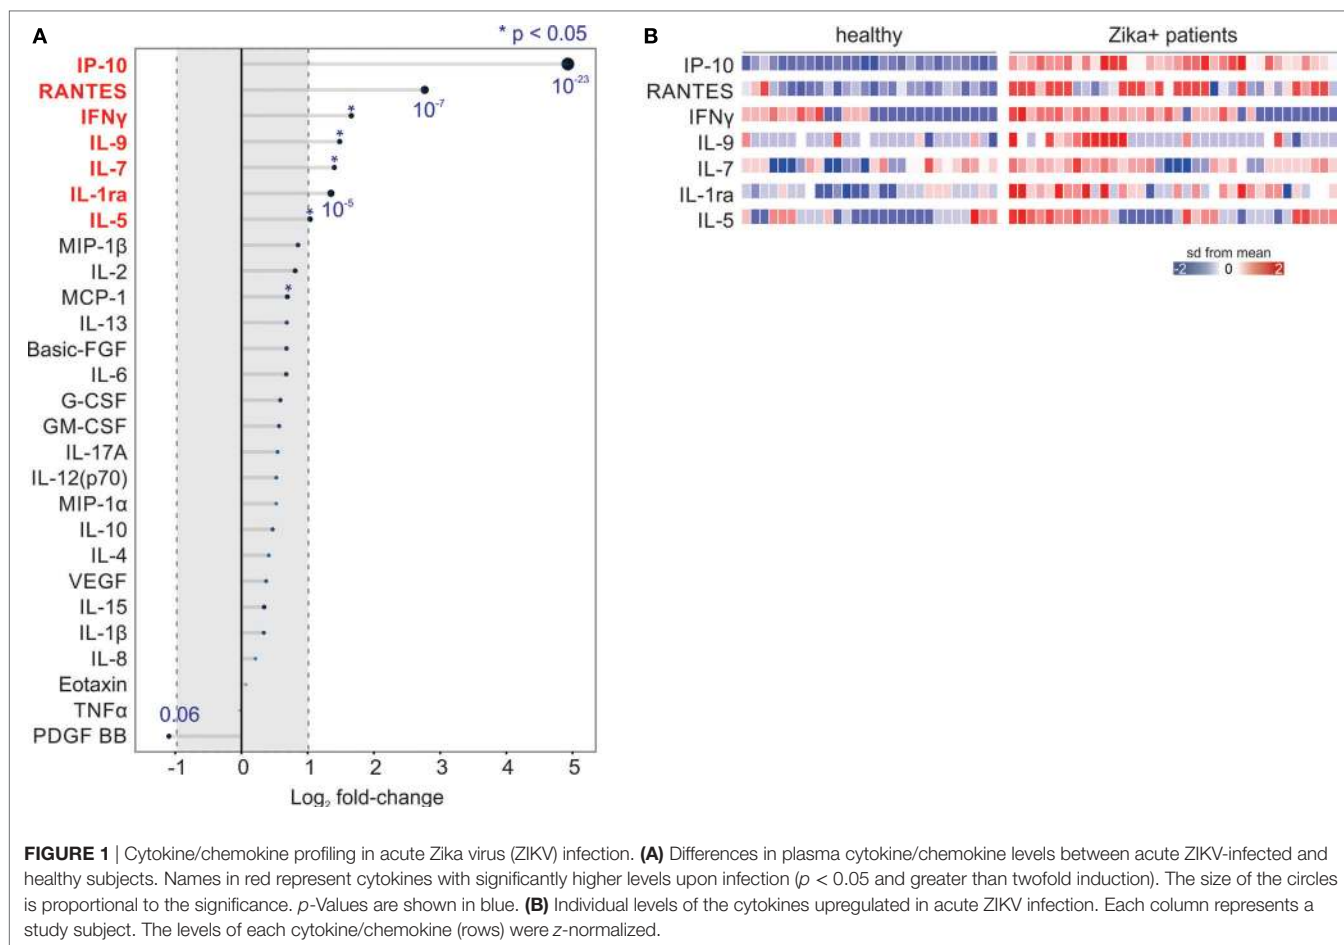 A
* p < 0.05
IP-10
10-23
RANTES
10-7
IFNγ
*
IL-9
*
IL-7
*
IL-1ra
10-5
IL-5
*
MIP-1β
IL-2
MCP-1
*
IL-13
Basic-FGF
IL-6
G-CSF
GM-CSF
IL-17A
IL-12(p70)
MIP-1α
IL-10
IL-4
VEGF
IL-15
IL-1β
IL-8
Eotaxin
TNFα
0.06
PDGF BB
-1 0 1 2 3 4 5
Log2 fold-change
B
healthy Zika+ patients
IP-10
RANTES
IFNγ
IL-9
IL-7
IL-1ra
IL-5
sd from mean
-2 0 2
FIGURE 1 | Cytokine/chemokine profiling in acute Zika virus (ZIKV) infection. (A) Differences in plasma cytokine/chemokine levels between acute ZIKV-infected and
healthy subjects. Names in red represent cytokines with significantly higher levels upon infection (p < 0.05 and greater than twofold induction). The size of the circles
is proportional to the significance. p-Values are shown in blue. (B) Individual levels of the cytokines upregulated in acute ZIKV infection. Each column represents a
study subject. The levels of each cytokine/chemokine (rows) were z-normalized.